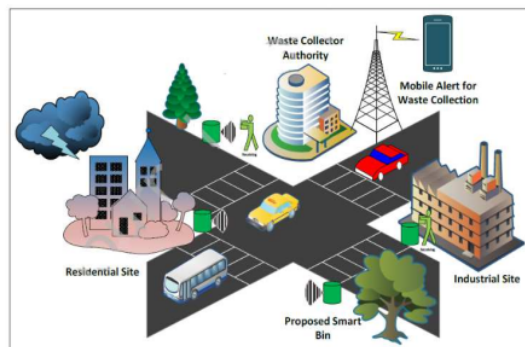 Waste Collector
Authority
Mobile Alert for
Waste Collection
Residential Site
Industrial Site
Proposed Smart
Bin